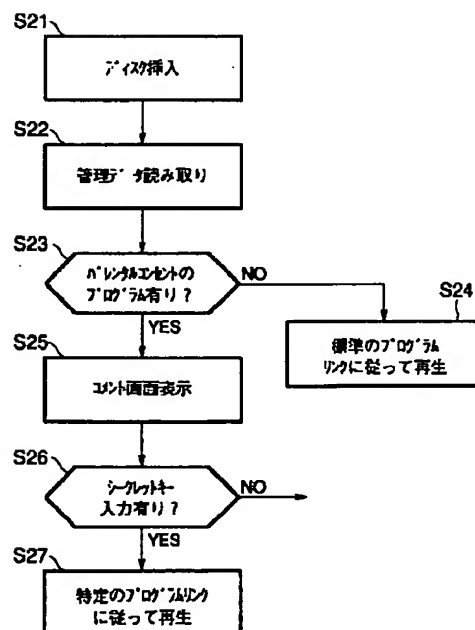 S21
ディスク挿入
S22
管理データ読み取り
S23
パレンタルコンセントの
プログラム有り?
NO
S24
標準のプログラム
リンクに従って再生
YES
S25
コメント画面表示
S26
シークレットキー
入力有り?
NO
YES
S27
特定のプログラムリンク
に従って再生